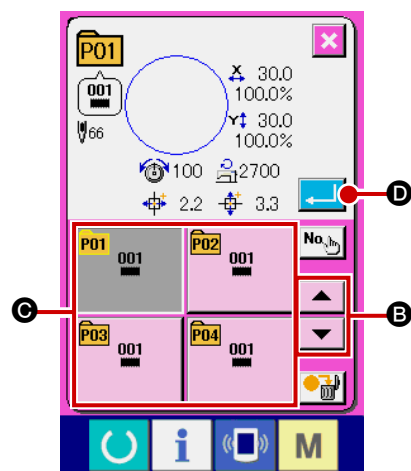 P01
X 30.0
100.0%
001
Y 30.0
66
100.0%
100 2700
2.2 3.3
D
P01 001
P02 001
No.
C
B
P03 001
P04 001
i
M